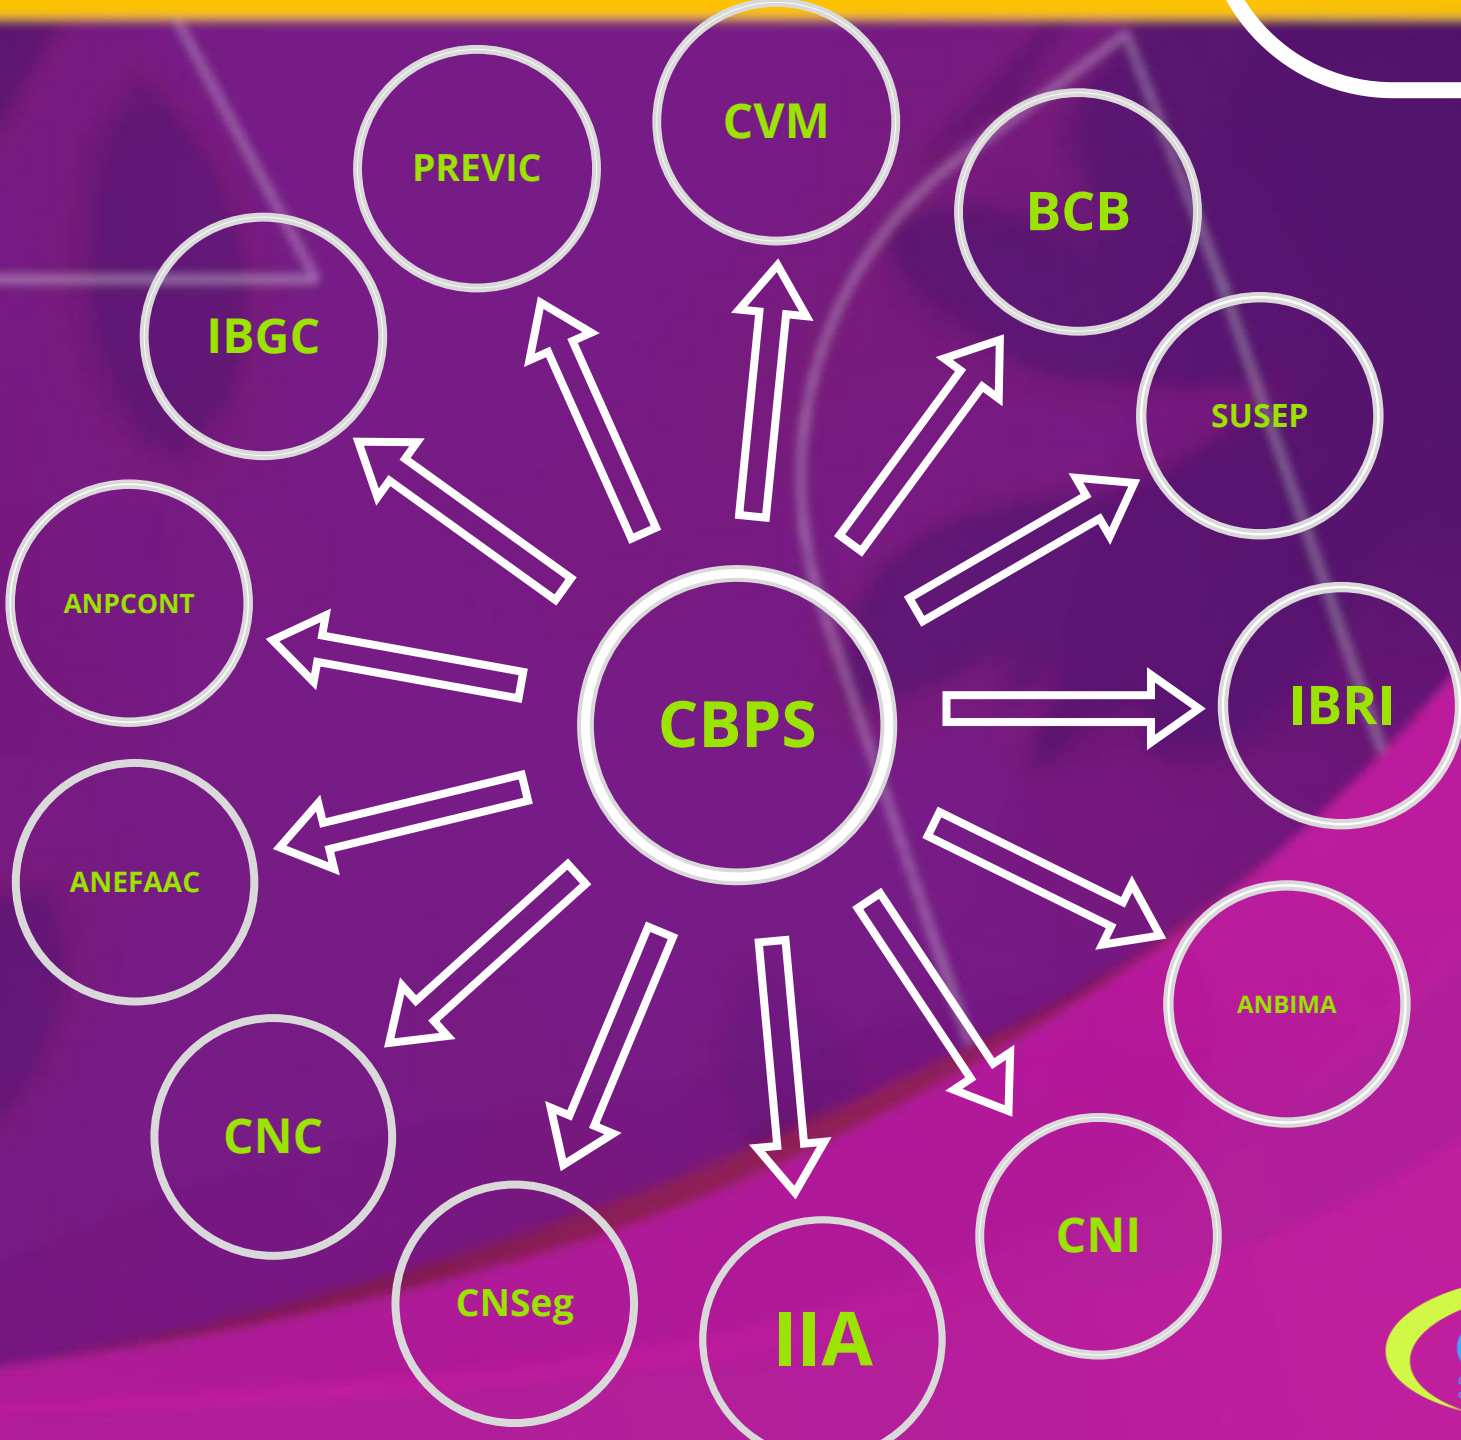 CVM
PREVIC
BCB
IBGC
SUSEP
ANPCONT
IBRI
CBPS
ANEFAAC
ANBIMA
CNC
CNI
CNSeg
IIA